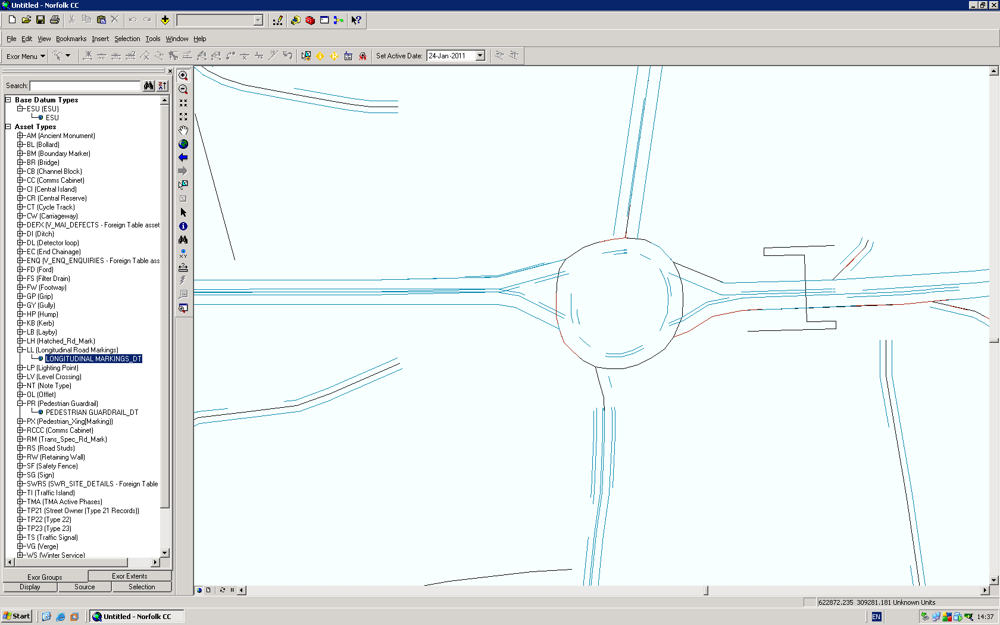 Untitled - Norfolk CC
File Edit View Bookmarks Insert Selection Tools Window Help
Exor Menu Set Active Date: 24-Jan-2011
Search:
Base Datum Types
ESU (ESU)
ESU
Asset Types
AM (Ancient Monument)
BL (Bollard)
BM (Boundary Marker)
BR (Bridge)
CB (Channel Block)
CC (Comms Cabinet)
CI (Central Island)
CR (Central Reserve)
CT (Cycle Track)
CW (Carriageway)
DEFX (V_MAI_DEFECTS - Foreign Table asset
DI (Ditch)
DL (Detector loop)
EC (End Chainage)
ENQ (V_ENQ_ENQUIRIES - Foreign Table ass
FD (Ford)
FS (Filter Drain)
FW (Footway)
GP (Grip)
GY (Gully)
HP (Hump)
KB (Kerb)
LB (Layby)
LH (Hatched_Rd_Mark)
LL (Longitudinal Road Markings)
LONGITUDINAL MARKINGS_DT
LP (Lighting Point)
LV (Level Crossing)
NT (Note Type)
OL (Offlet)
PR (Pedestrian Guardrail)
PEDESTRIAN GUARDRAIL_DT
PX (Pedestrian_Xing(Marking))
RCCC (Comms Cabinet)
RM (Trans_Spec_Rd_Mark)
RS (Road Studs)
RW (Retaining Wall)
SF (Safety Fence)
SG (Sign)
SWRS (SWR_SITE_DETAILS - Foreign Table
TI (Traffic Island)
TMA (TMA Active Phases)
TP21 (Street Owner (Type 21 Records))
TP22 (Type 22)
TP23 (Type 23)
TS (Traffic Signal)
VG (Verge)
WS (Winter Service)
XY
Exor Groups Exor Extents
Display Source Selection
622872.235 309281.181 Unknown Units
Start Untitled - Norfolk CC EN 14:37